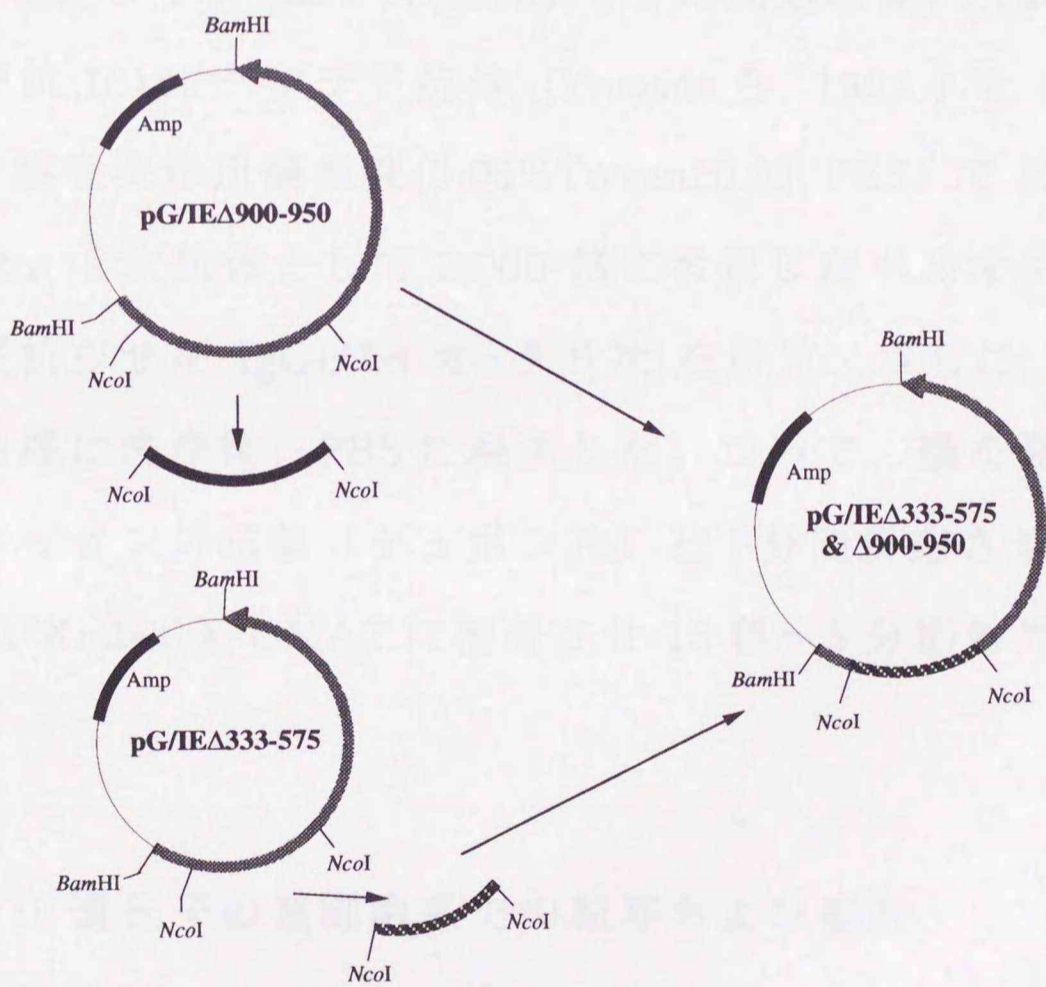 BamHI
Amp
pG/IEΔ900-950
BamHI
NcoI
NcoI
NcoI
NcoI
BamHI
Amp
pG/IEΔ333-575
BamHI
NcoI
NcoI
NcoI
NcoI
BamHI
Amp
pG/IEΔ333-575
& Δ900-950
BamHI
NcoI
NcoI